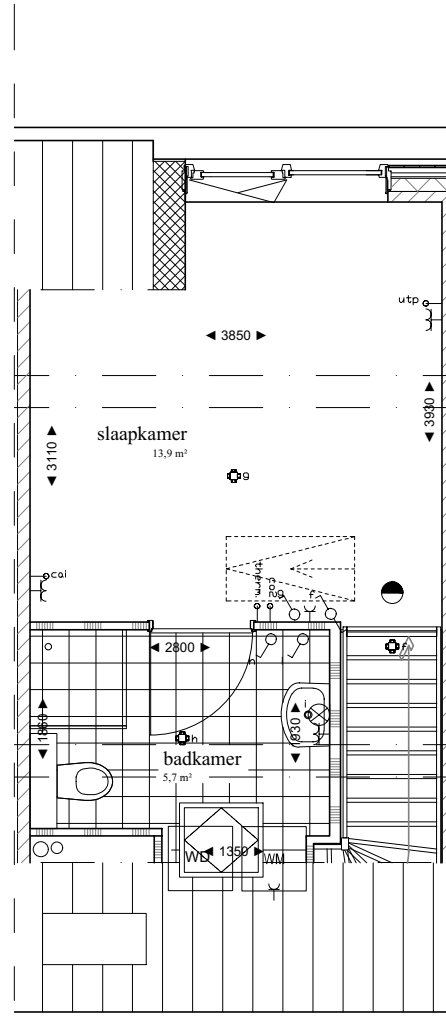 utp
3850
3930
slaapkamer
13,9 m²
3110
g
cai
therm.
co2
f
2800
h
1860
i
1930
badkamer
5,7 m²
WD
1350
WM